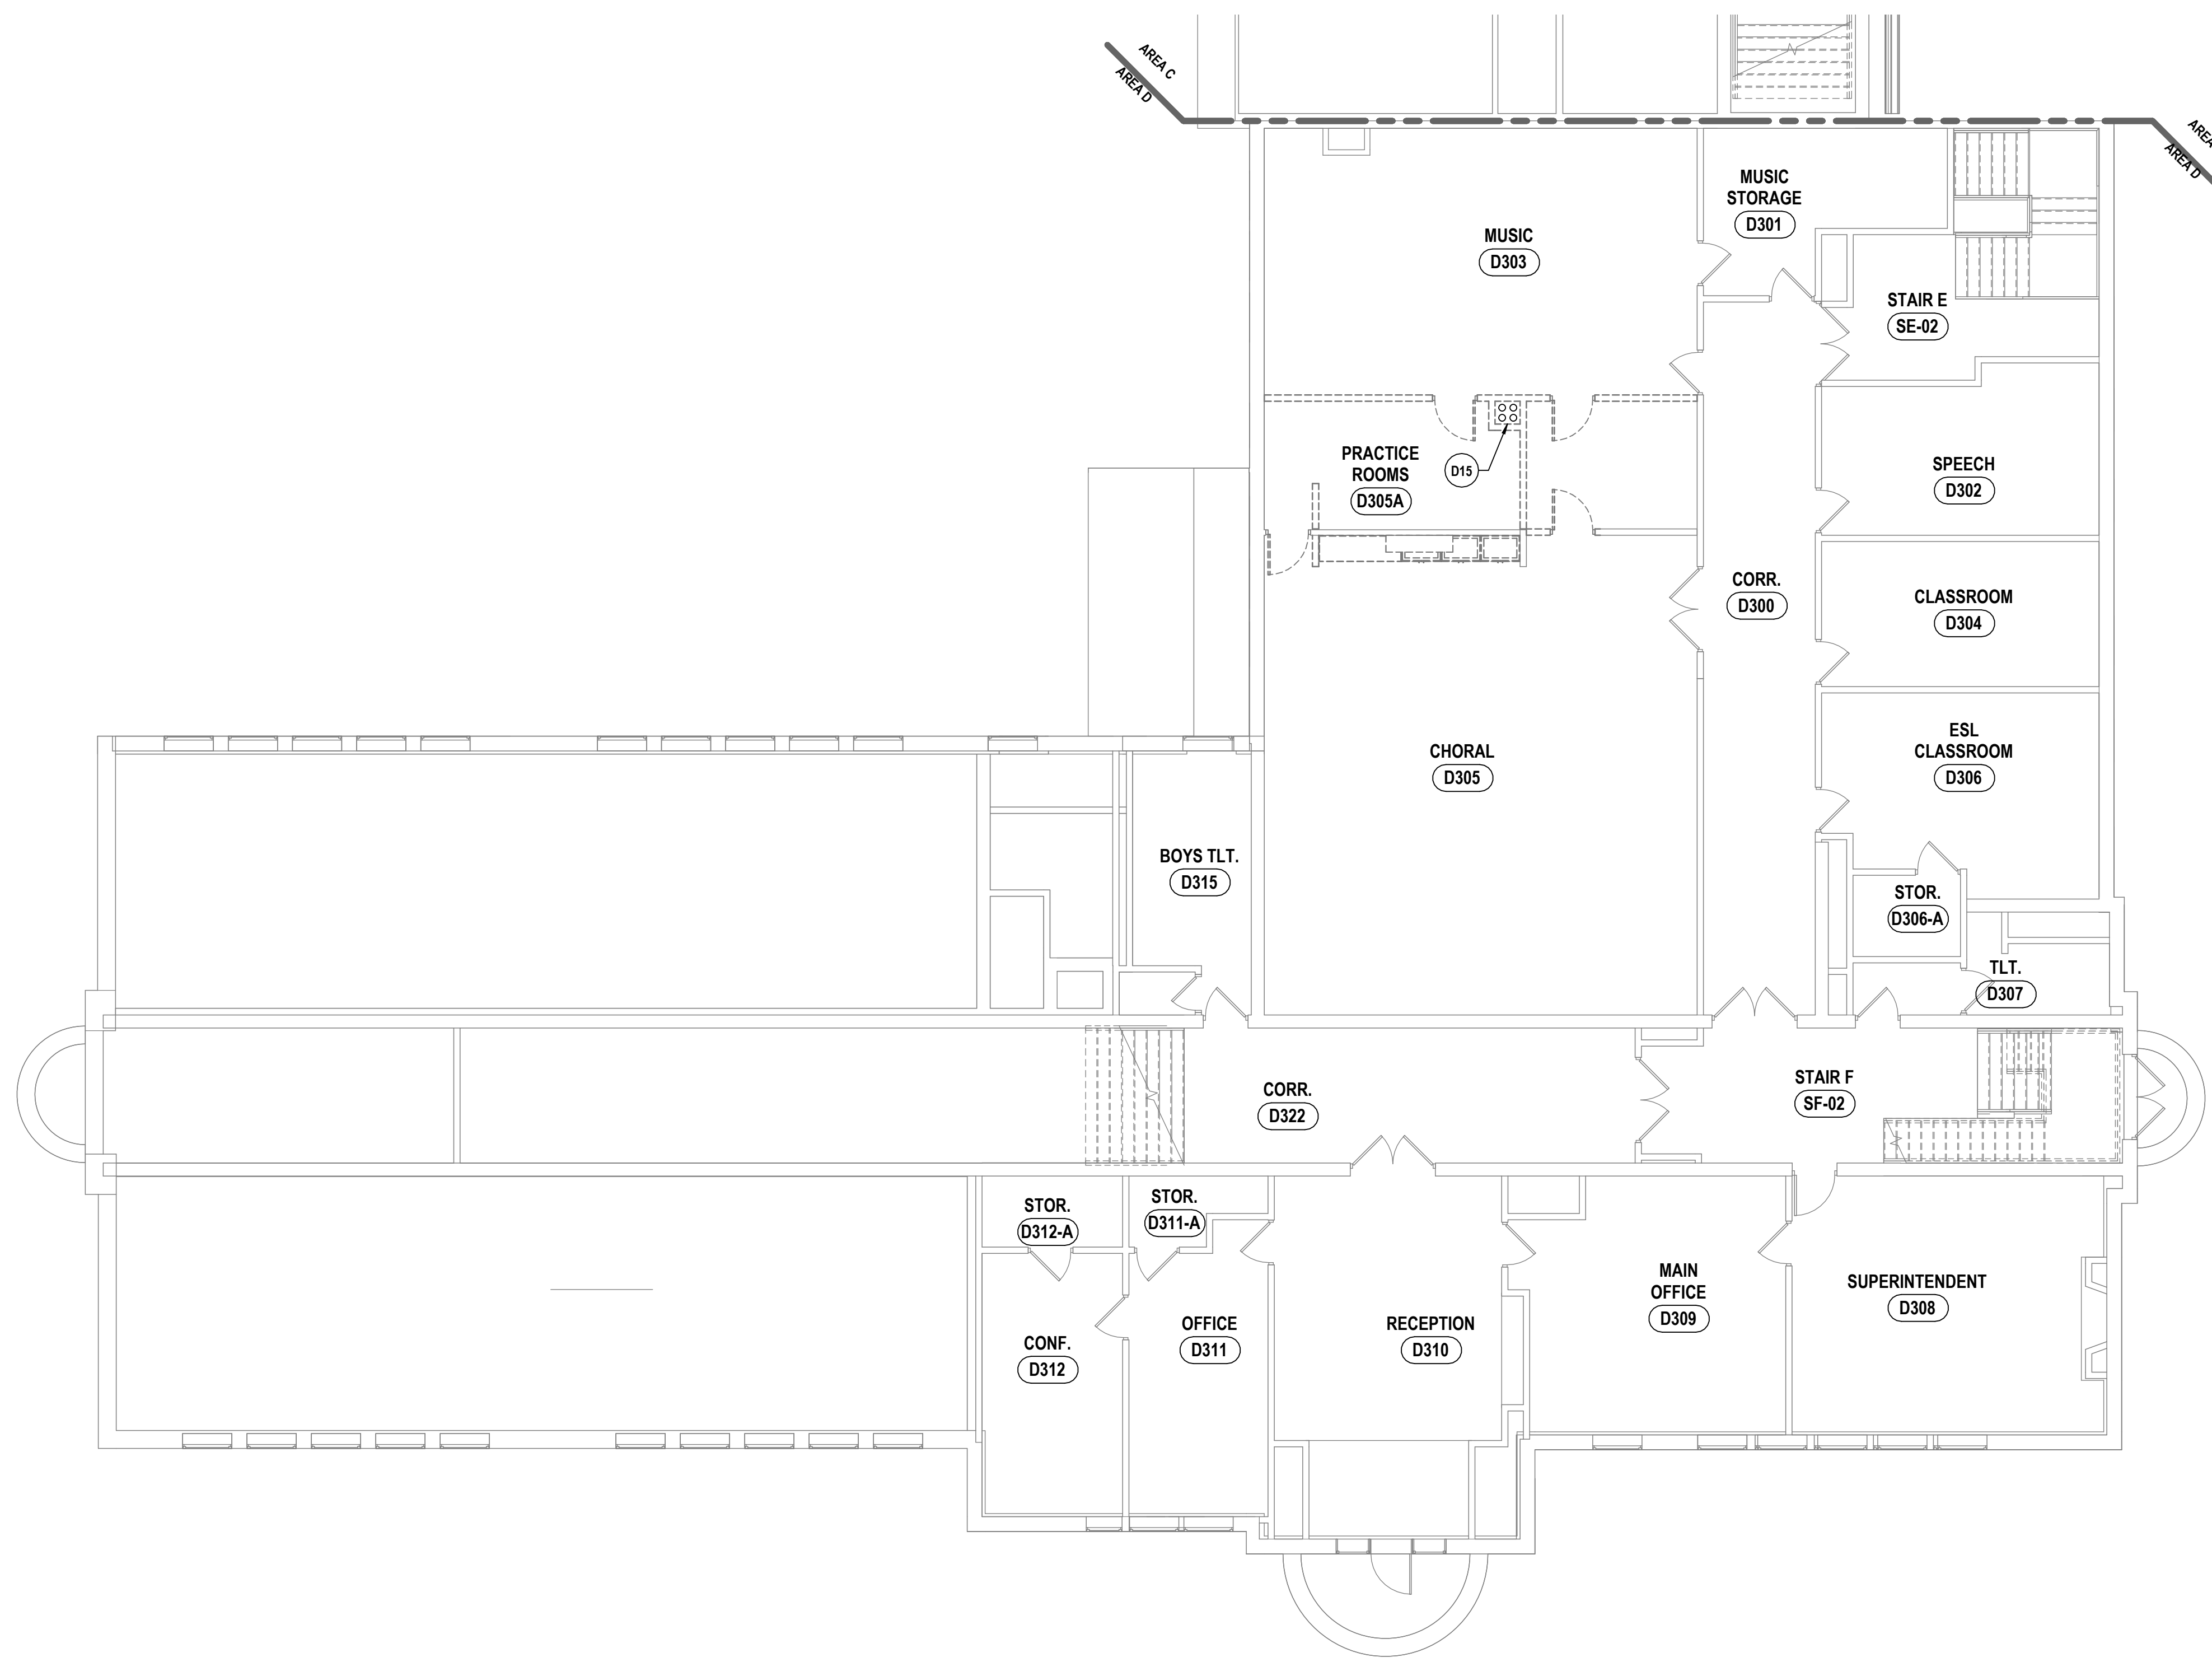 AREA C
AREA D
AREA
AREA D
MUSIC
STORAGE
D301
MUSIC
D303
STAIR E
SE-02
PRACTICE
ROOMS
D305A
D15
SPEECH
D302
CORR.
D300
CLASSROOM
D304
ESL
CLASSROOM
D306
CHORAL
D305
BOYS TLT.
D315
STOR.
D306-A
TLT.
D307
CORR.
D322
STAIR F
SF-02
STOR.
D312-A
STOR.
D311-A
CONF.
D312
OFFICE
D311
RECEPTION
D310
MAIN
OFFICE
D309
SUPERINTENDENT
D308